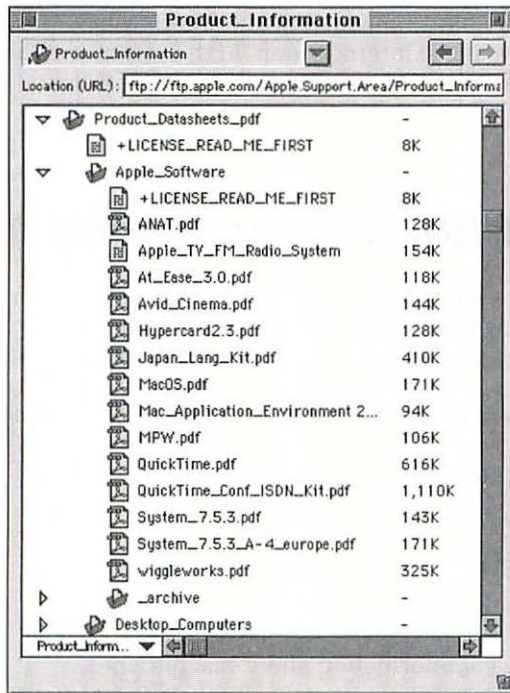 Product_Information
Product_Information
Location (URL): ftp://ftp.apple.com/Apple.Support.Area/Product_Informa
Product_Datasheets_pdf -
+LICENSE_READ_ME_FIRST 8K
Apple_Software -
+LICENSE_READ_ME_FIRST 8K
ANAT.pdf 128K
Apple_TV_FM_Radio_System 154K
At_Ease_3.0.pdf 118K
Avid_Cinema.pdf 144K
Hypercard2.3.pdf 128K
Japan_Lang_Kit.pdf 410K
MacOS.pdf 171K
Mac_Application_Environment 2... 94K
MPW.pdf 106K
QuickTime.pdf 616K
QuickTime_Conf_ISDN_Kit.pdf 1,110K
System_7.5.3.pdf 143K
System_7.5.3_A-4_europe.pdf 171K
wiggleworks.pdf 325K
_archive -
Desktop_Computers -
Product_Inform...